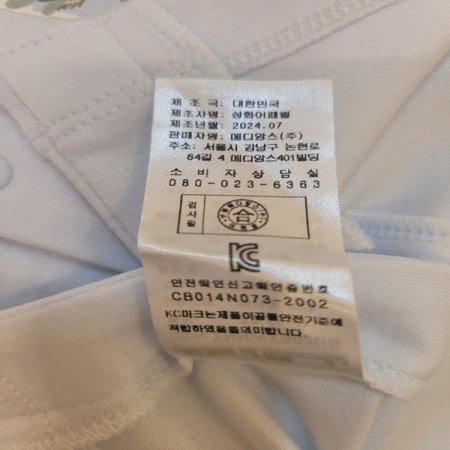 제 조 국: 대한민국
제조자명: 성화어패럴
제조년월: 2024.07
판매자명: 메디앙스(주)
주소: 서울시 강남구 논현로
64길 4 메디앙스401빌딩
소 비 자 상 담 실
080-023-6363
검사필 合
KC
안전확인신고확인증번호
CB014N073-2002
KC마크는 제품이공통안전기준에
적합하였음을의미합니다.